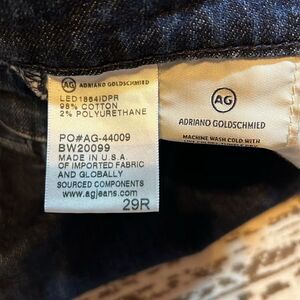 AG ADRIANO GOLDSCHMIED
LED1864IDPR
98% COTTON
2% POLYURETHANE
PO#AG-44009
BW20099
MADE IN U.S.A
OF IMPORTED FABRIC
AND GLOBALLY
SOURCED COMPONENTS
www.agjeans.com
29R
AG
ADRIANO GOLDSCHMIED
MACHINE WASH COLD WITH